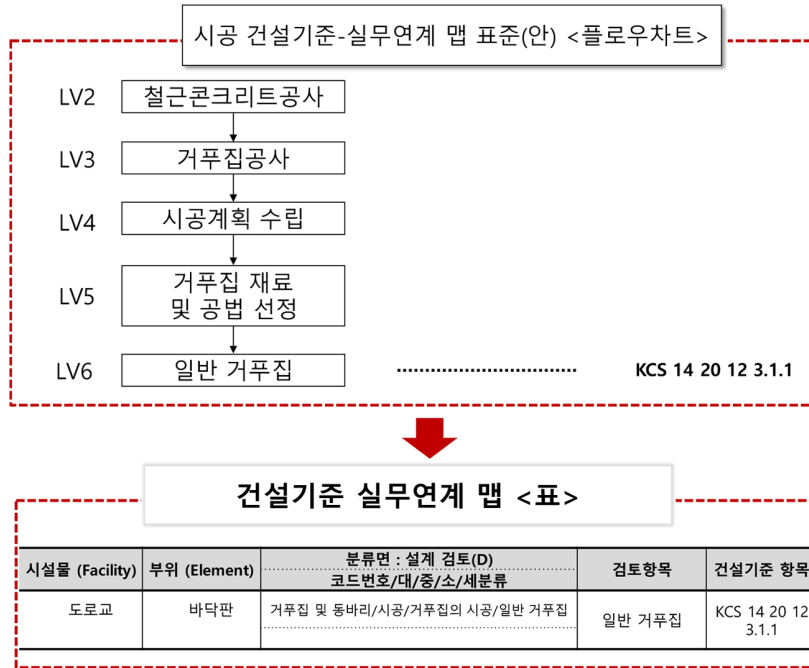 시공 건설기준-실무연계 맵 표준(안) <플로우차트>
LV2 철근콘크리트공사
LV3 거푸집공사
LV4 시공계획 수립
LV5 거푸집 재료
및 공법 선정
LV6 일반 거푸집 ································ KCS 14 20 12 3.1.1
건설기준 실무연계 맵 <표>
시설물 (Facility) 부위 (Element) 분류면 : 설계 검토(D) 검토항목 건설기준 항목
코드번호/대/중/소/세분류
도로교 바닥판 거푸집 및 동바리/시공/거푸집의 시공/일반 거푸집 일반 거푸집 KCS 14 20 12
3.1.1